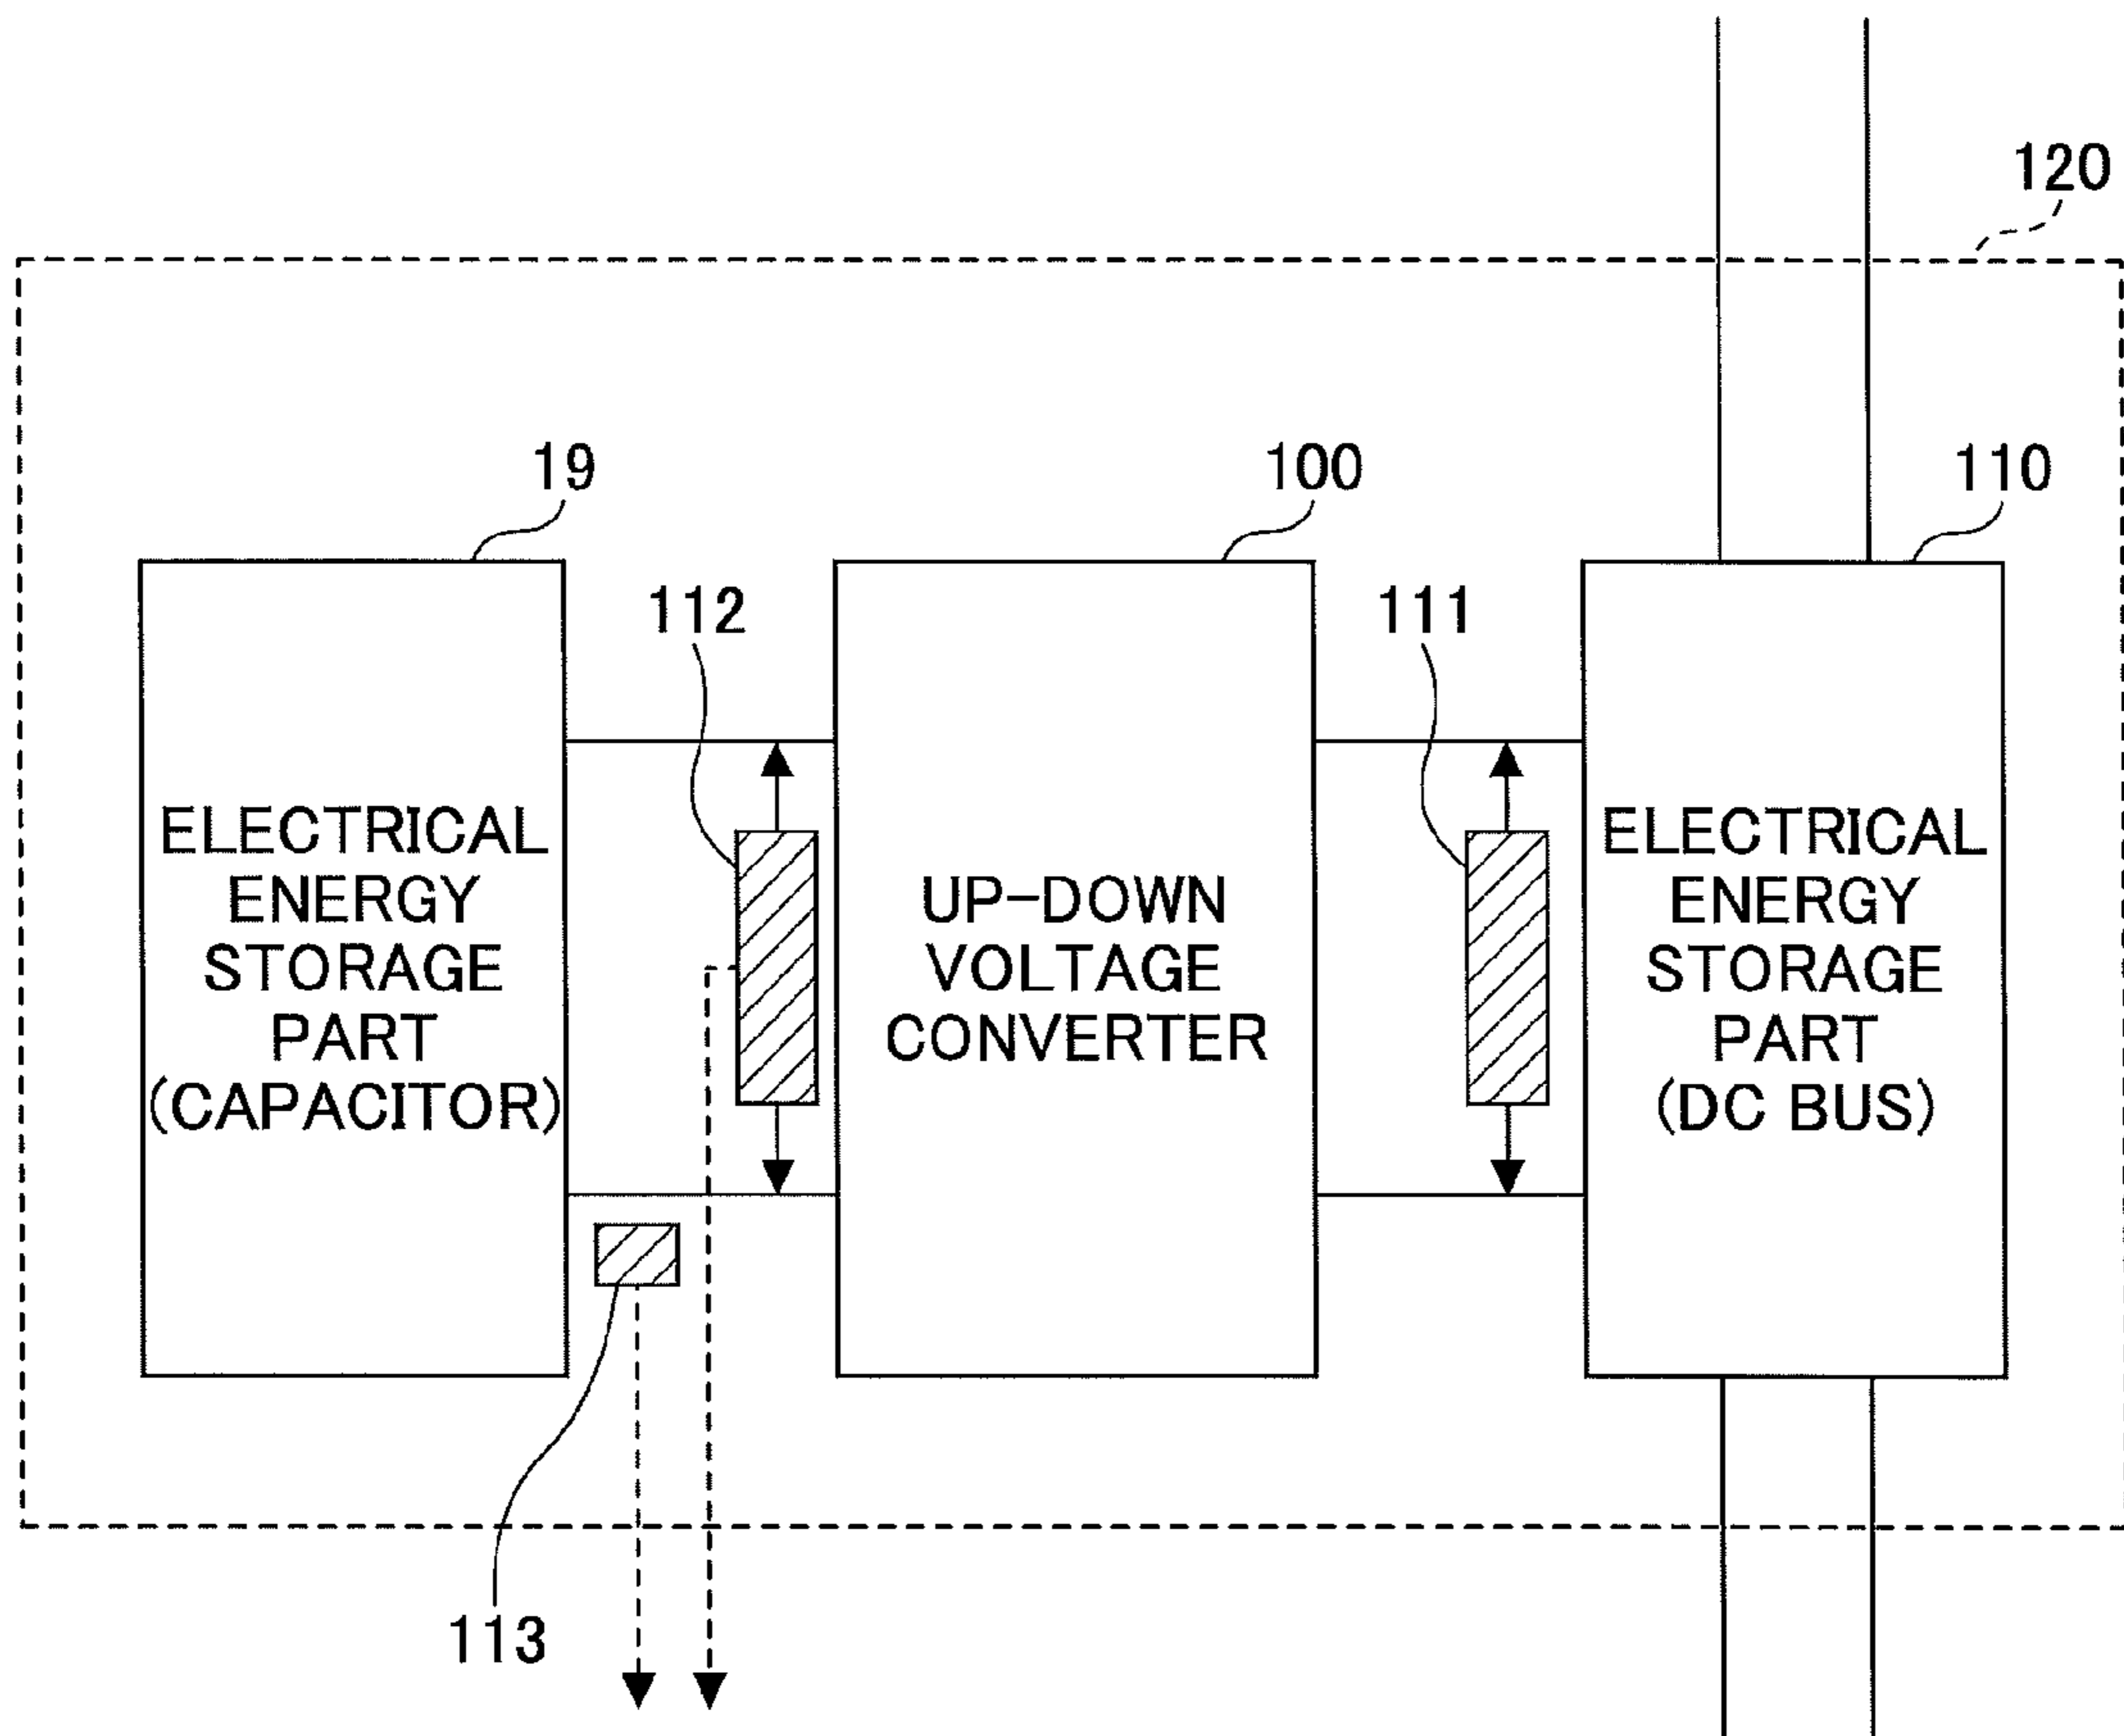 120
19
100
110
112
111
ELECTRICAL
ENERGY
STORAGE
PART
(CAPACITOR)
UP-DOWN
VOLTAGE
CONVERTER
ELECTRICAL
ENERGY
STORAGE
PART
(DC BUS)
113